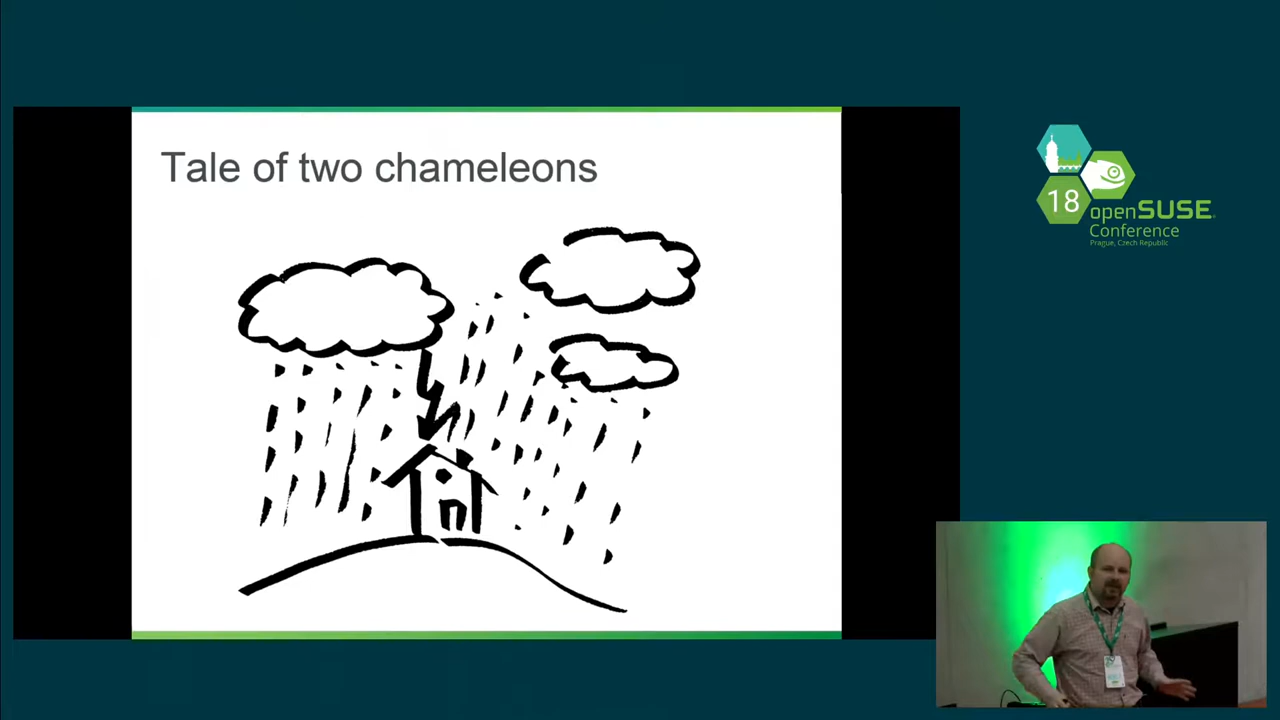 Tale of two chameleons
18
openSUSE
Conference
Prague, Czech Republic